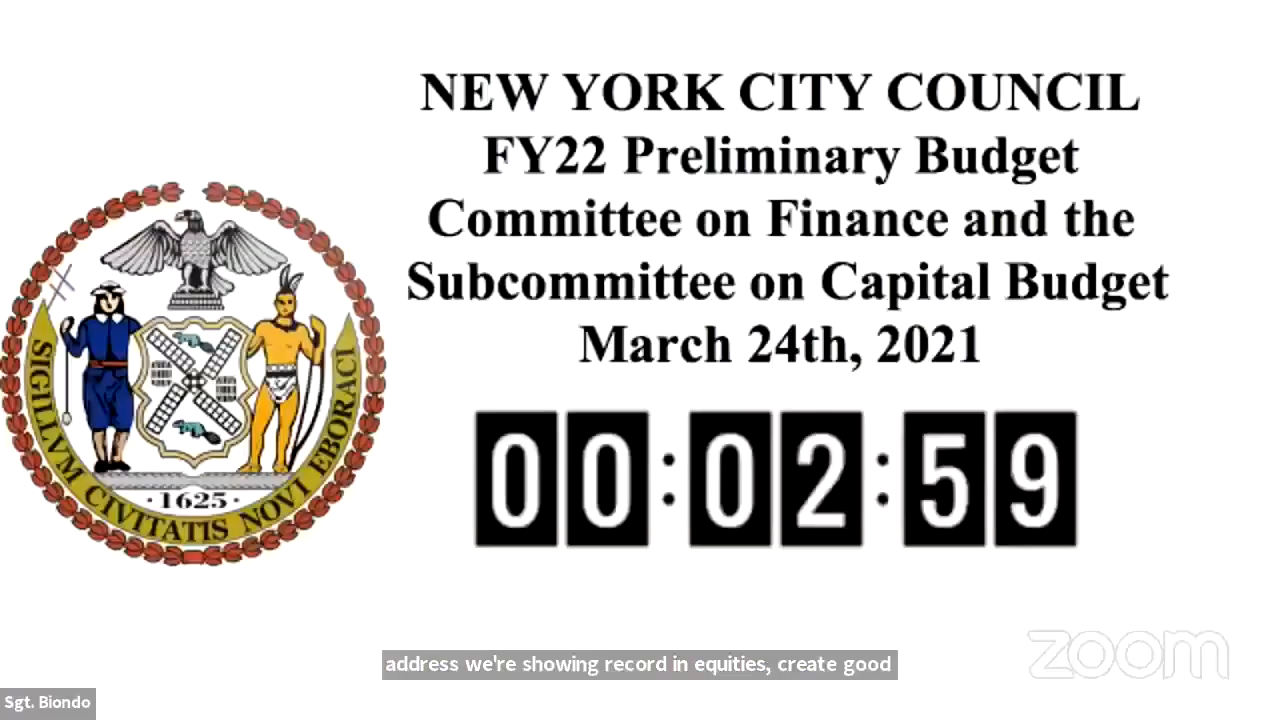 NEW YORK CITY COUNCIL
FY22 Preliminary Budget
Committee on Finance and the
Subcommittee on Capital Budget
March 24th, 2021
00:02:59
SIGILLVM CIVITATIS NOVI EBORACI
· 1625 ·
address we're showing record in equities, create good
zoom
Sgt. Biondo